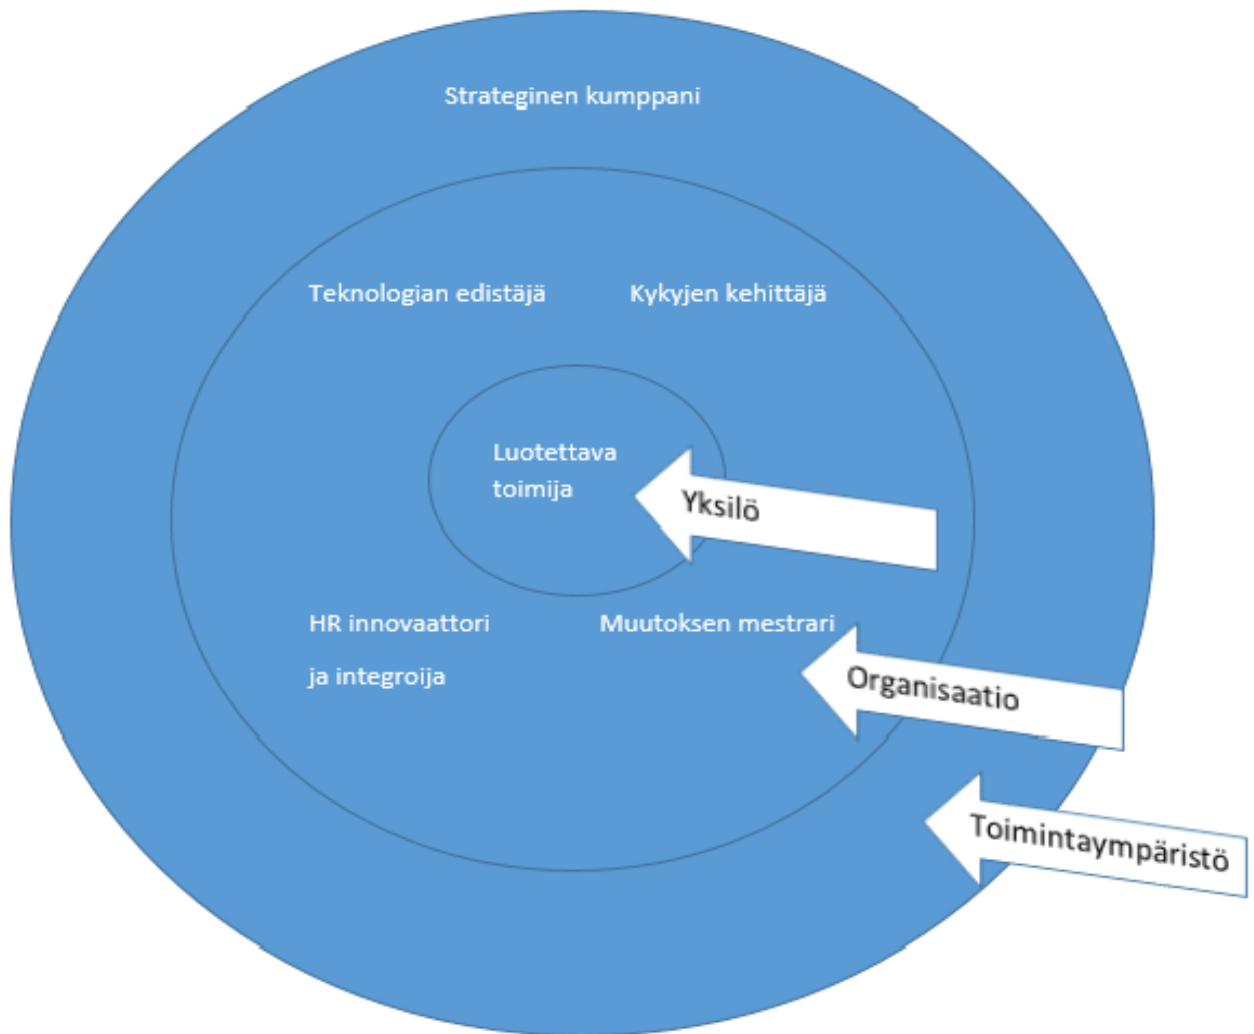 Strateginen kumppani
Teknologian edistäjä
Kykyjen kehittäjä
Luotettava
toimija
Yksilö
HR innovaattori
ja integroija
Muutoksen mestrari
Organisaatio
Toimintaympäristö